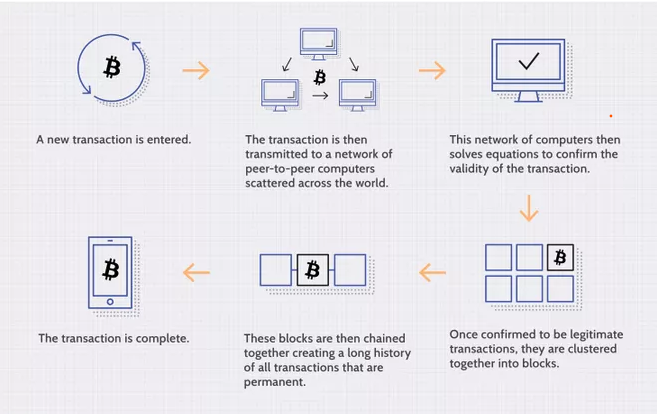 A new transaction is entered.
The transaction is then
transmitted to a network of
peer-to-peer computers
scattered across the world.
This network of computers then
solves equations to confirm the
validity of the transaction.
The transaction is complete.
These blocks are then chained
together creating a long history
of all transactions that are
permanent.
Once confirmed to be legitimate
transactions, they are clustered
together into blocks.